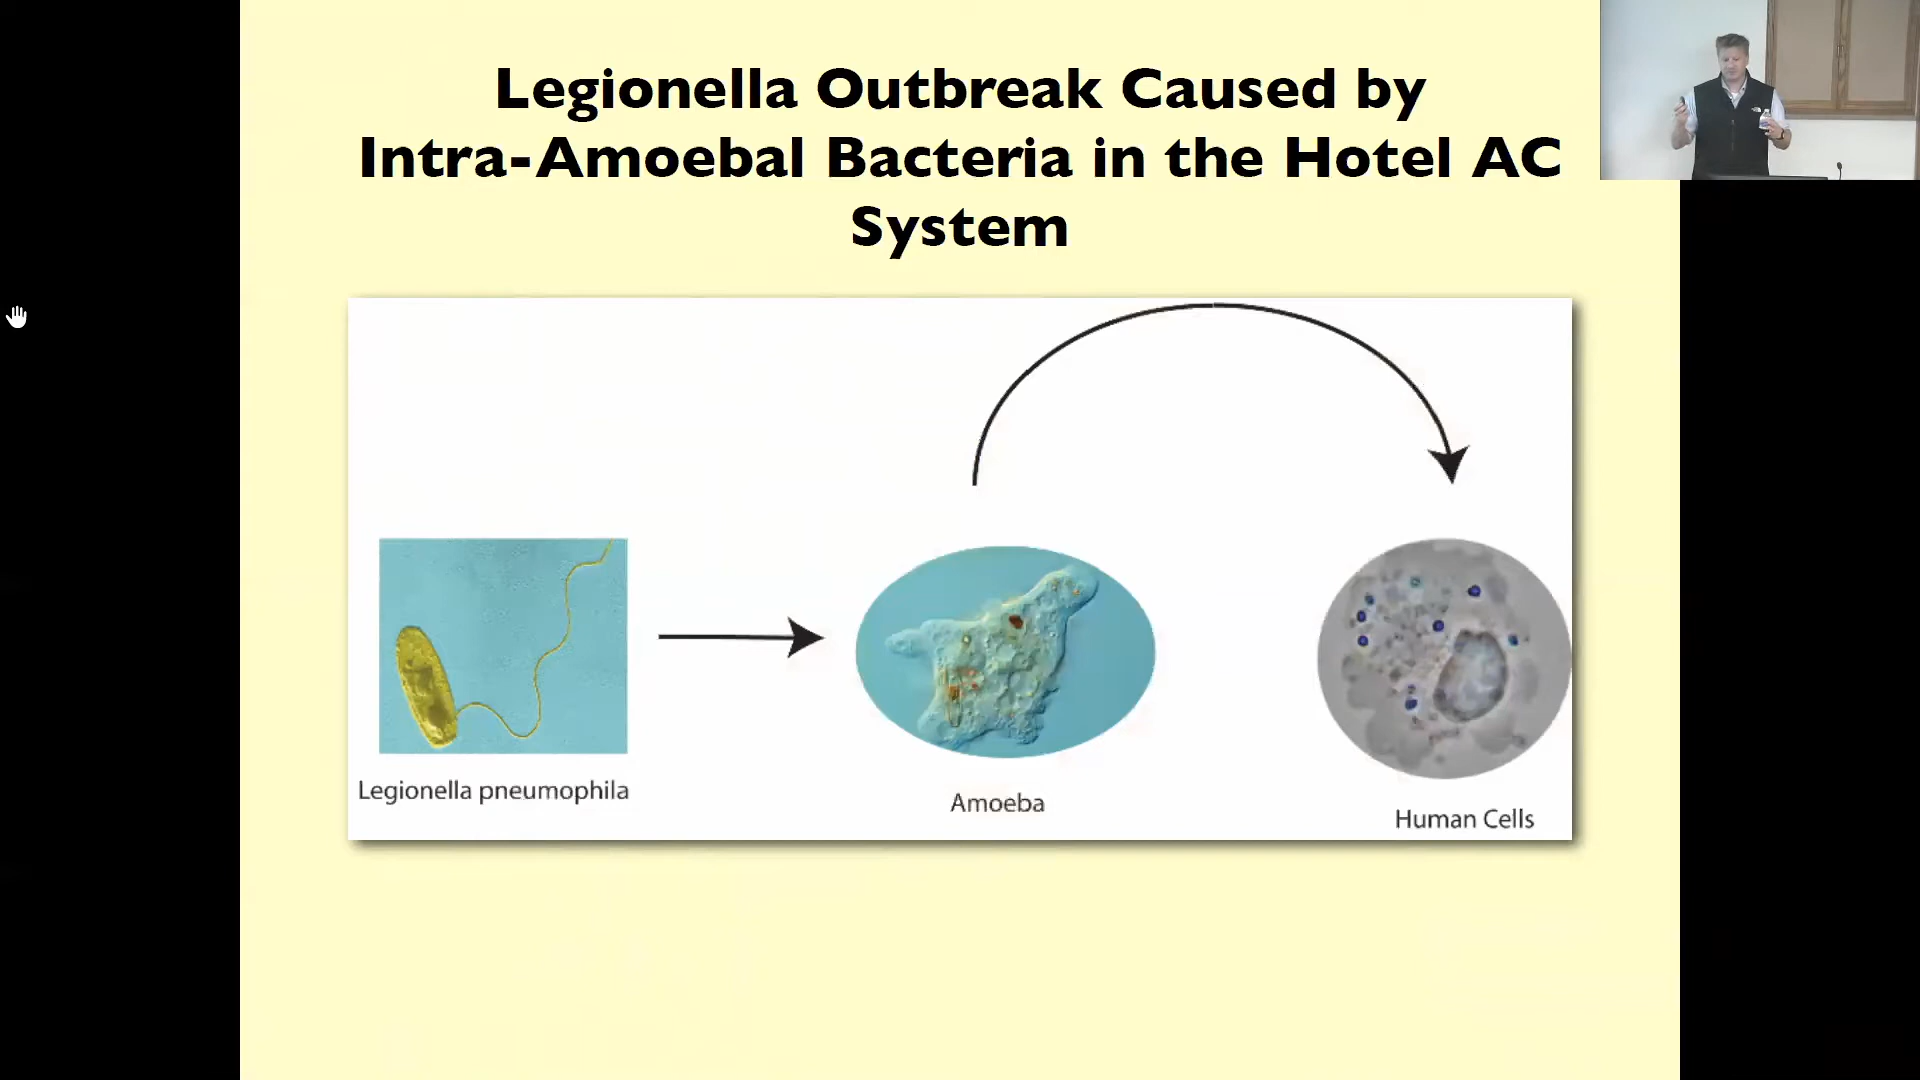 Legionella Outbreak Caused by
Intra-Amoebal Bacteria in the Hotel AC
System
Legionella pneumophila
Amoeba
Human Cells